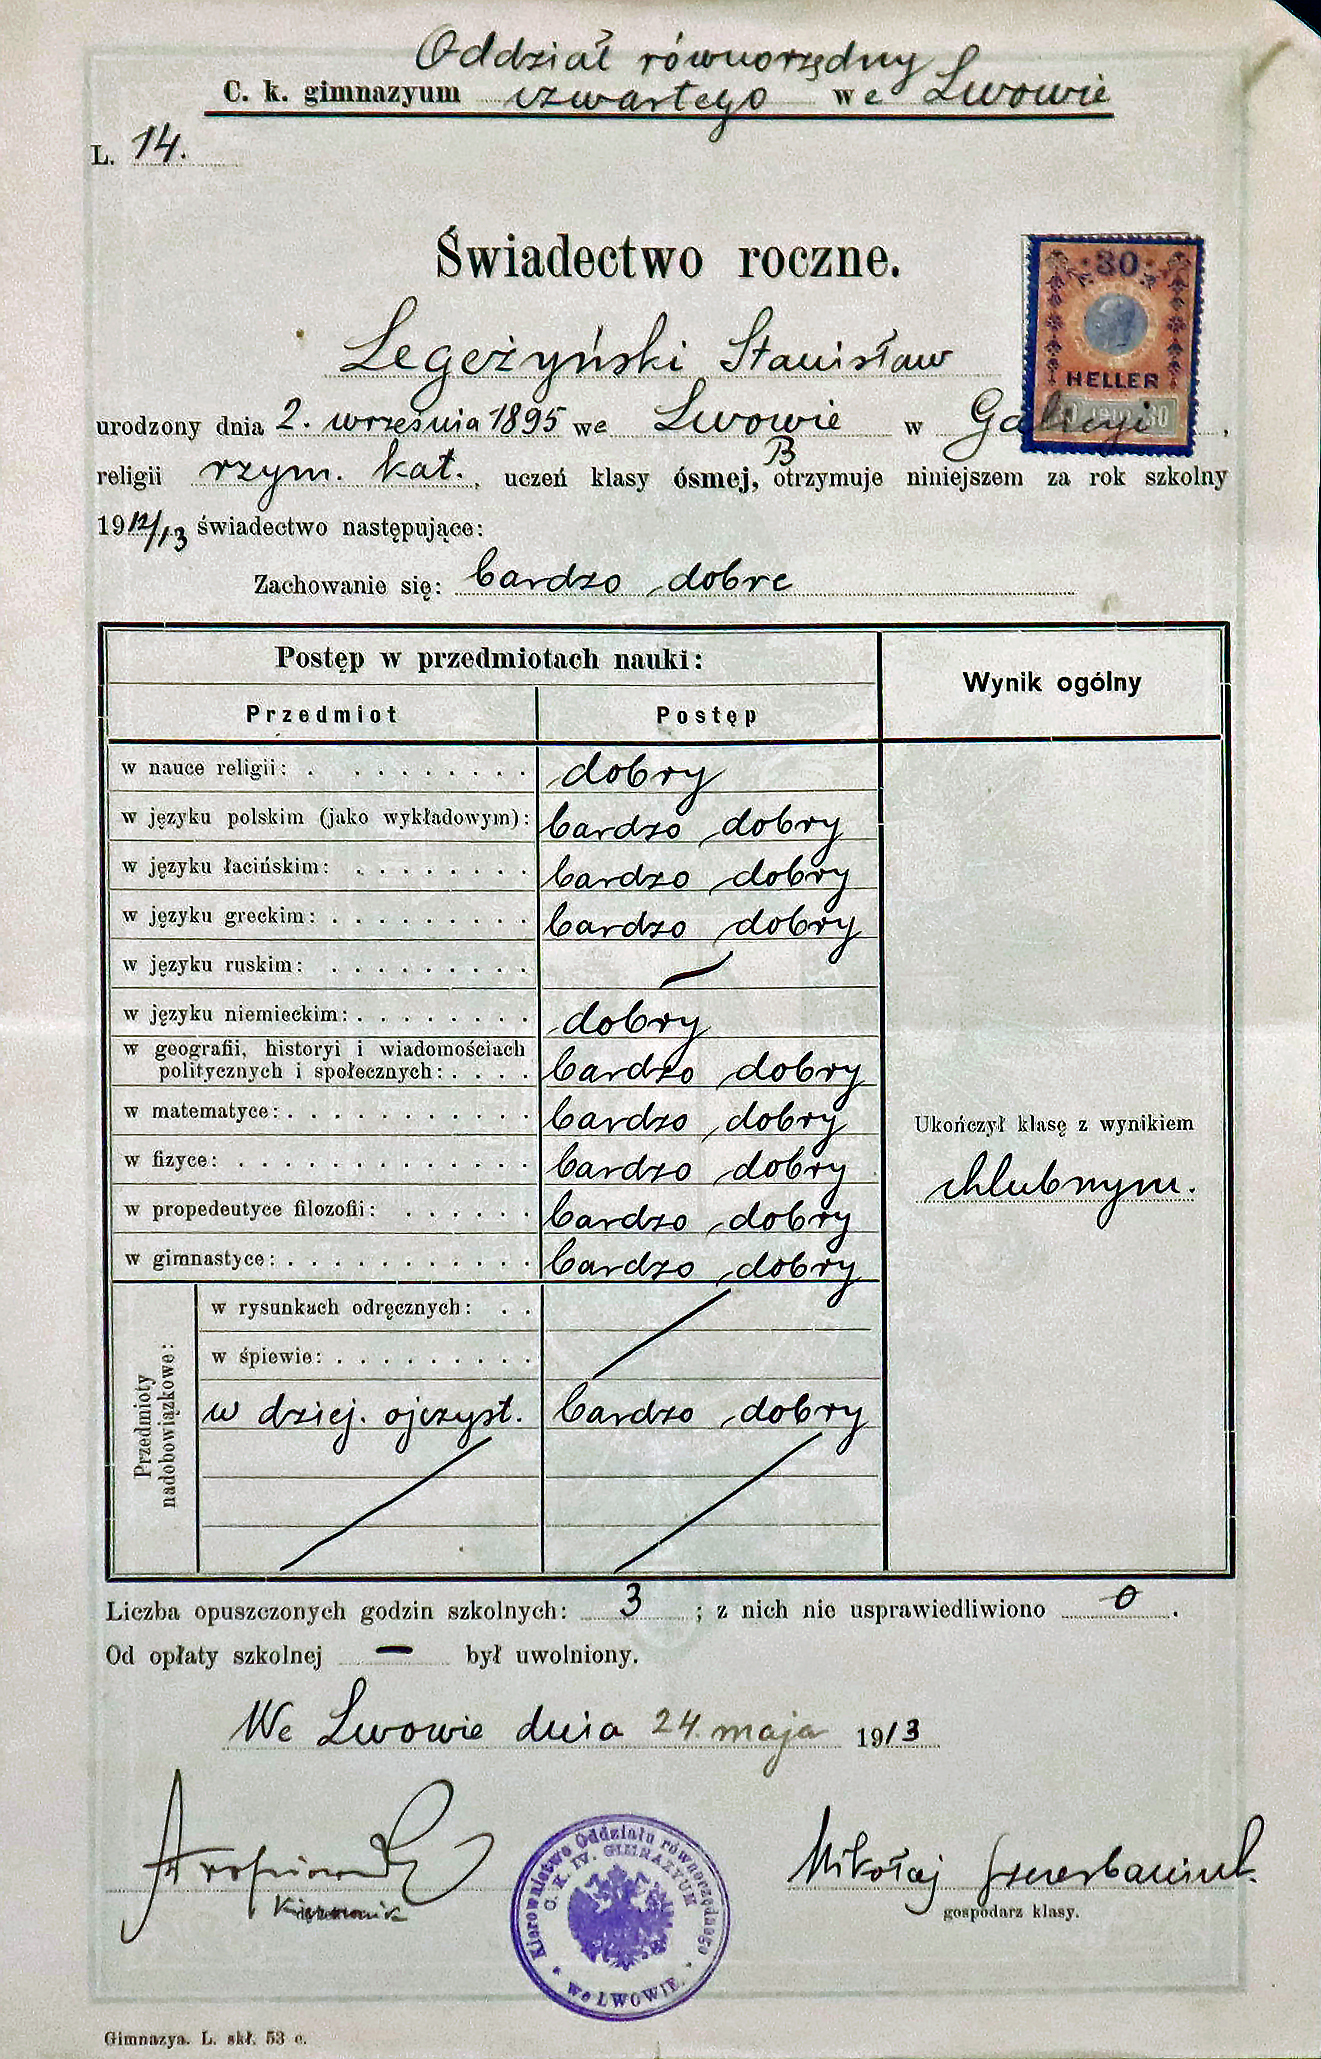 Oddział równorzędny
C. k. gimnazyum czwartego we Lwowie
L. 14.
Świadectwo roczne.
30
HELLER
30 1910 30
Legeżyński Stanisław
urodzony dnia 2. września 1895 we Lwowie w Galicyi,
religii rzym. kat., uczeń klasy ósmej, B otrzymuje niniejszem za rok szkolny
1912/13 świadectwo następujące:
Zachowanie się: bardzo dobre
Postęp w przedmiotach nauki:
Wynik ogólny
Przedmiot Postęp
w nauce religii: dobry
w języku polskim (jako wykładowym): bardzo dobry
w języku łacińskim: bardzo dobry
w języku greckim: bardzo dobry
w języku ruskim: —
w języku niemieckim: dobry
w geografii, historyi i wiadomościach
politycznych i społecznych: bardzo dobry
w matematyce: bardzo dobry
Ukończył klasę z wynikiem
w fizyce: bardzo dobry
chlubnym.
w propedeutyce filozofii: bardzo dobry
w gimnastyce: bardzo dobry
Przedmioty
nadobowiązkowe:
w rysunkach odręcznych:
w śpiewie:
w dziej. ojczyst. bardzo dobry
Liczba opuszczonych godzin szkolnych: 3 ; z nich nie usprawiedliwiono 0.
Od opłaty szkolnej — był uwolniony.
We Lwowie dnia 24. maja 1913
Kierownik
Kierownictwo Oddziału równorzędnego
C. K. IV. GIMNAZYUM
* we LWOWIE. *
Mikołaj
gospodarz klasy.
Gimnazya. L. skł. 53 c.